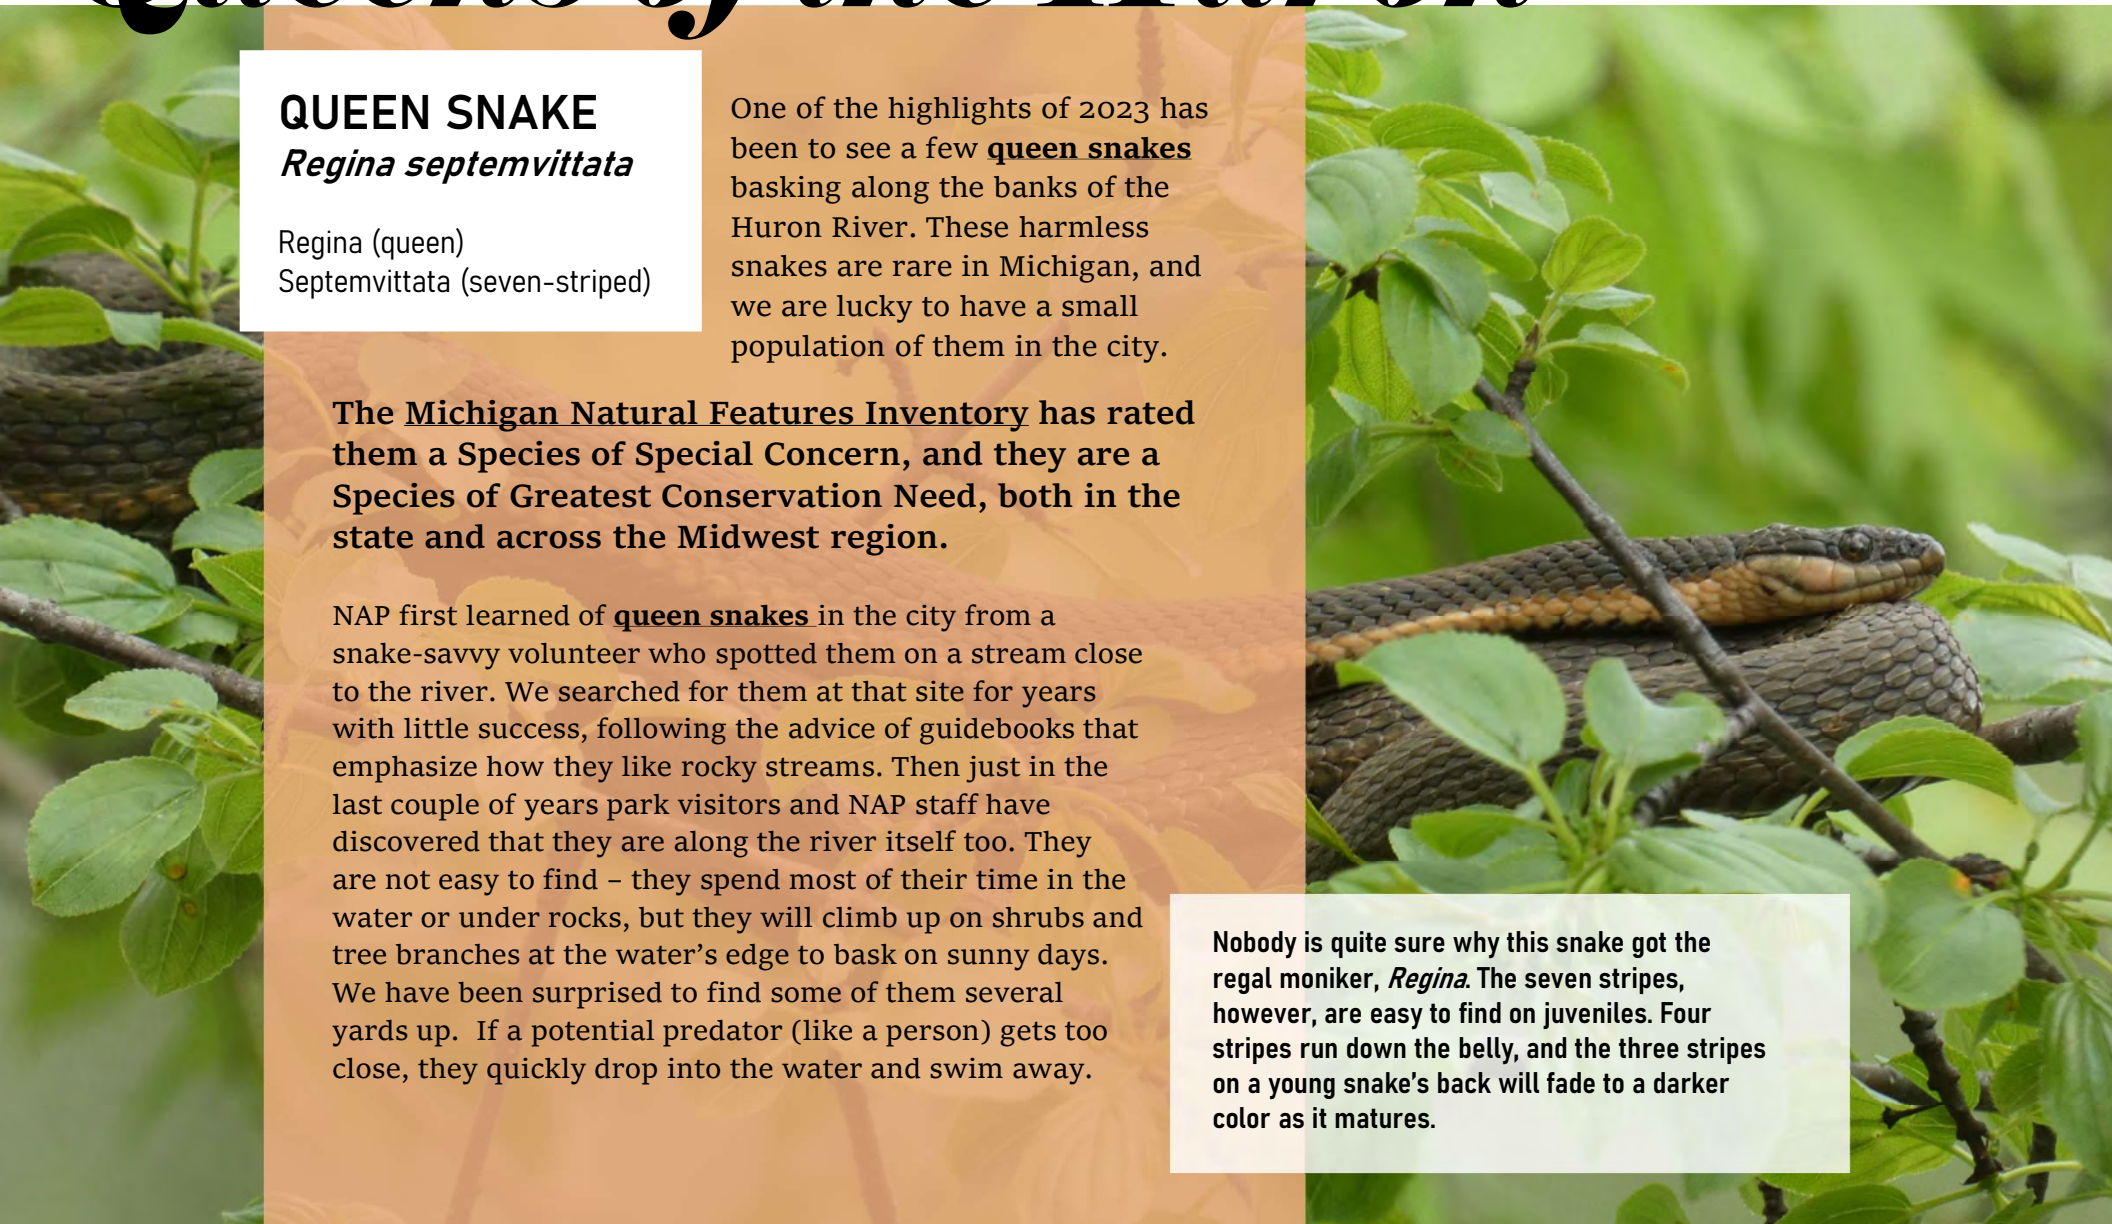 Queens of the Huron
QUEEN SNAKE
Regina septemvittata
Regina (queen)
Septemvittata (seven-striped)
One of the highlights of 2023 has
been to see a few queen snakes
basking along the banks of the
Huron River. These harmless
snakes are rare in Michigan, and
we are lucky to have a small
population of them in the city.
The Michigan Natural Features Inventory has rated
them a Species of Special Concern, and they are a
Species of Greatest Conservation Need, both in the
state and across the Midwest region.
NAP first learned of queen snakes in the city from a
snake-savvy volunteer who spotted them on a stream close
to the river. We searched for them at that site for years
with little success, following the advice of guidebooks that
emphasize how they like rocky streams. Then just in the
last couple of years park visitors and NAP staff have
discovered that they are along the river itself too. They
are not easy to find – they spend most of their time in the
water or under rocks, but they will climb up on shrubs and
tree branches at the water’s edge to bask on sunny days.
We have been surprised to find some of them several
yards up.  If a potential predator (like a person) gets too
close, they quickly drop into the water and swim away.
Nobody is quite sure why this snake got the
regal moniker, Regina. The seven stripes,
however, are easy to find on juveniles. Four
stripes run down the belly, and the three stripes
on a young snake’s back will fade to a darker
color as it matures.